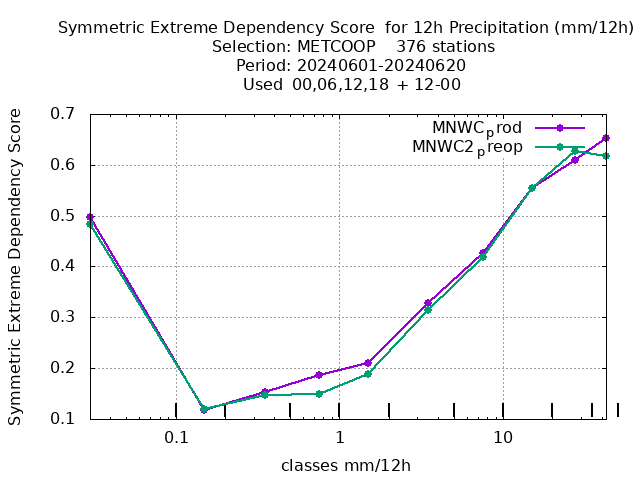 Symmetric Extreme Dependency Score  for 12h Precipitation (mm/12h)
Selection: METCOOP    376 stations
Period: 20240601-20240620
Used  00,06,12,18  + 12-00
MNWCprod
MNWC2preop
Symmetric Extreme Dependency Score
0.7
0.6
0.5
0.4
0.3
0.2
0.1
0.1 1 10
classes mm/12h